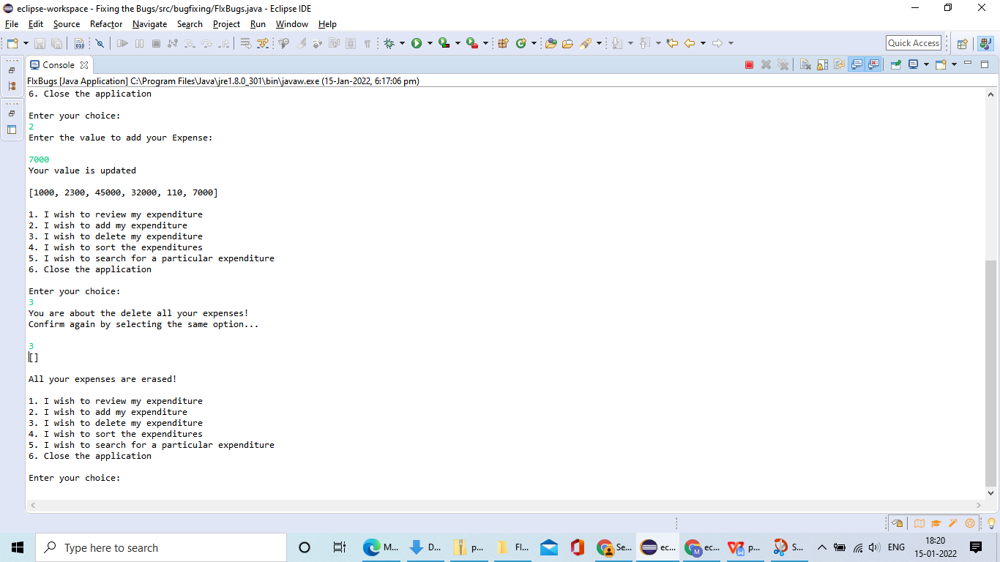 eclipse-workspace - Fixing the Bugs/src/bugfixing/FIxBugs.java - Eclipse IDE
File Edit Source Refactor Navigate Search Project Run Window Help
Quick Access
Console
FIxBugs [Java Application] C:\Program Files\Java\jre1.8.0_301\bin\javaw.exe (15-Jan-2022, 6:17:06 pm)
6. Close the application
Enter your choice:
2
Enter the value to add your Expense:
7000
Your value is updated
[1000, 2300, 45000, 32000, 110, 7000]
1. I wish to review my expenditure
2. I wish to add my expenditure
3. I wish to delete my expenditure
4. I wish to sort the expenditures
5. I wish to search for a particular expenditure
6. Close the application
Enter your choice:
3
You are about the delete all your expenses!
Confirm again by selecting the same option...
3
[]
All your expenses are erased!
1. I wish to review my expenditure
2. I wish to add my expenditure
3. I wish to delete my expenditure
4. I wish to sort the expenditures
5. I wish to search for a particular expenditure
6. Close the application
Enter your choice:
Type here to search
M... D... p... FI... Se... ec... ec... p... S... ENG 18:20
15-01-2022